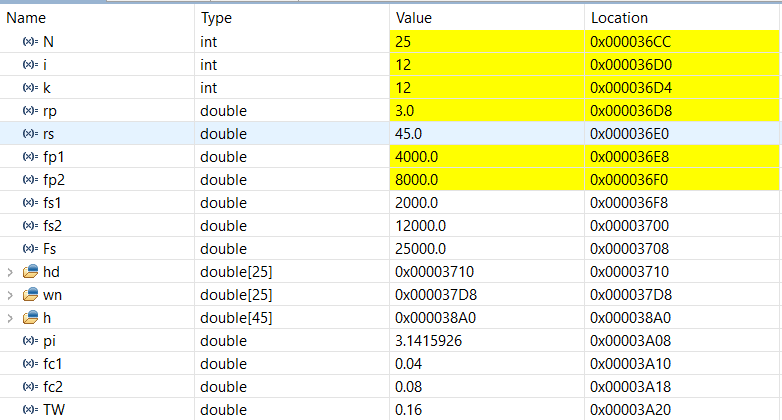 Name Type Value Location
(x)= N int 25 0x000036CC
(x)= i int 12 0x000036D0
(x)= k int 12 0x000036D4
(x)= rp double 3.0 0x000036D8
(x)= rs double 45.0 0x000036E0
(x)= fp1 double 4000.0 0x000036E8
(x)= fp2 double 8000.0 0x000036F0
(x)= fs1 double 2000.0 0x000036F8
(x)= fs2 double 12000.0 0x00003700
(x)= Fs double 25000.0 0x00003708
hd double[25] 0x00003710 0x00003710
wn double[25] 0x000037D8 0x000037D8
h double[45] 0x000038A0 0x000038A0
(x)= pi double 3.1415926 0x00003A08
(x)= fc1 double 0.04 0x00003A10
(x)= fc2 double 0.08 0x00003A18
(x)= TW double 0.16 0x00003A20